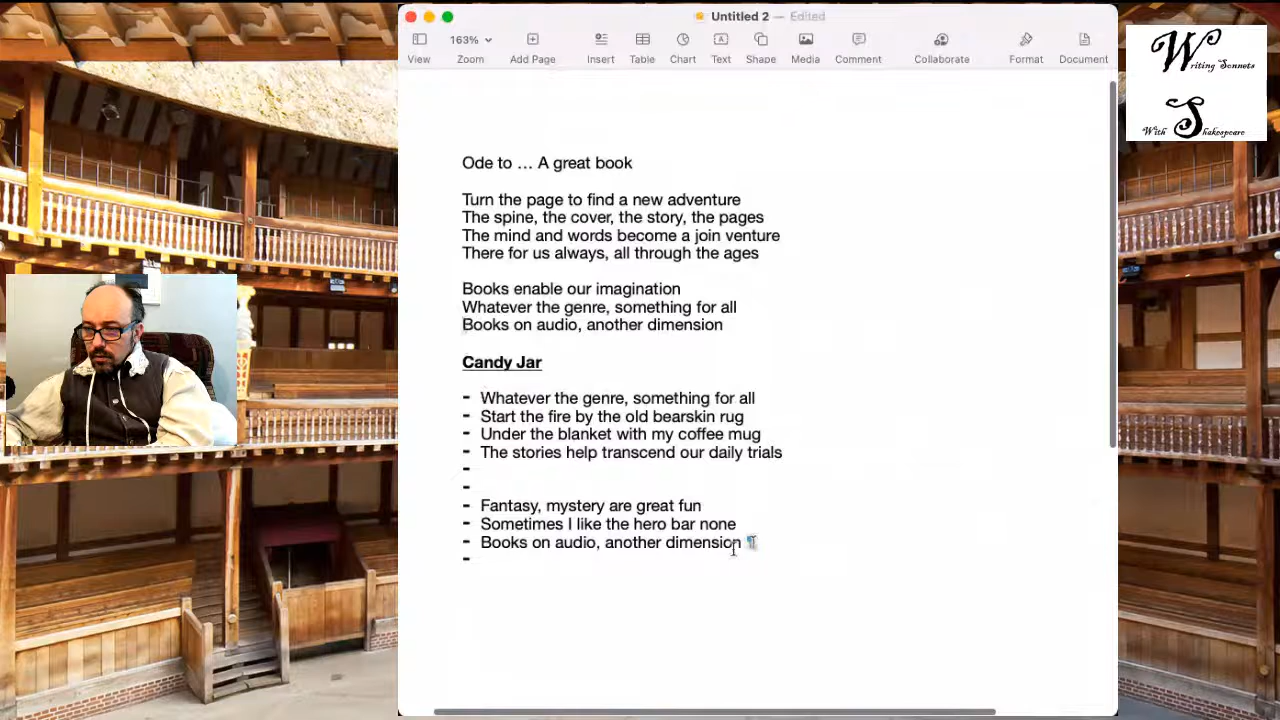 Untitled 2 — Edited
163%
View Zoom Add Page Insert Table Chart Text Shape Media Comment Collaborate Format Document
Writing Sonnets
With Shakespeare
Ode to … A great book
Turn the page to find a new adventure
The spine, the cover, the story, the pages
The mind and words become a join venture
There for us always, all through the ages
Books enable our imagination
Whatever the genre, something for all
Books on audio, another dimension
Candy Jar
- Whatever the genre, something for all
- Start the fire by the old bearskin rug
- Under the blanket with my coffee mug
- The stories help transcend our daily trials
-
-
- Fantasy, mystery are great fun
- Sometimes I like the hero bar none
- Books on audio, another dimension ¶
-